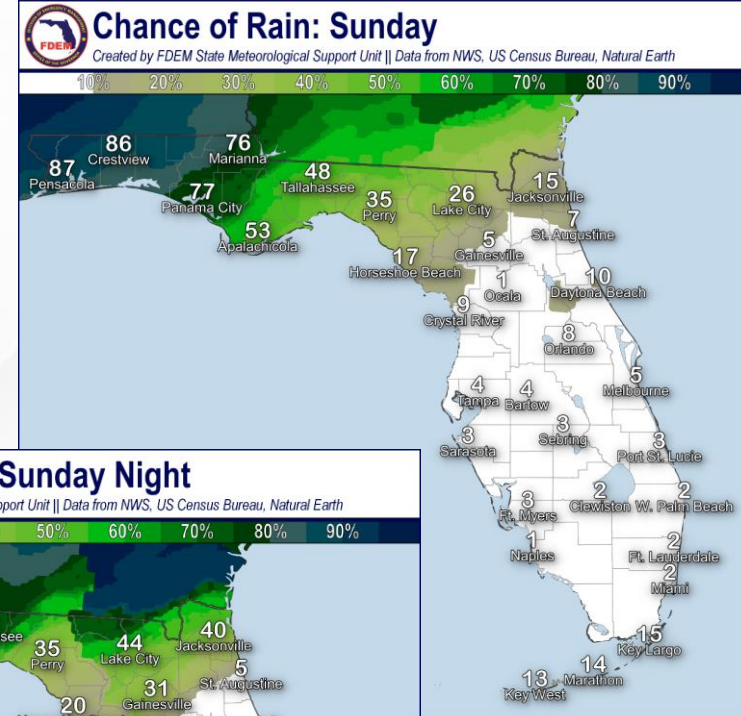 FDEM
Chance of Rain: Sunday
Created by FDEM State Meteorological Support Unit || Data from NWS, US Census Bureau, Natural Earth
10% 20% 30% 40% 50% 60% 70% 80% 90%
86
Crestview
76
Marianna
87
Pensacola
77
Panama City
48
Tallahassee
53
Apalachicola
35
Perry
26
Lake City
15
Jacksonville
7
St. Augustine
5
Gainesville
17
Horseshoe Beach
1
Ocala
10
Daytona Beach
9
Crystal River
8
Orlando
4
Tampa
4
Bartow
5
Melbourne
3
Sarasota
3
Sebring
3
Port St. Lucie
3
Ft. Myers
2
Clewiston
2
W. Palm Beach
1
Naples
2
Ft. Lauderdale
2
Miami
15
Key Largo
14
Marathon
13
Key West
Sunday Night
port Unit || Data from NWS, US Census Bureau, Natural Earth
50% 60% 70% 80% 90%
see
35
Perry
44
Lake City
40
Jacksonville
5
St. Augustine
31
Gainesville
20